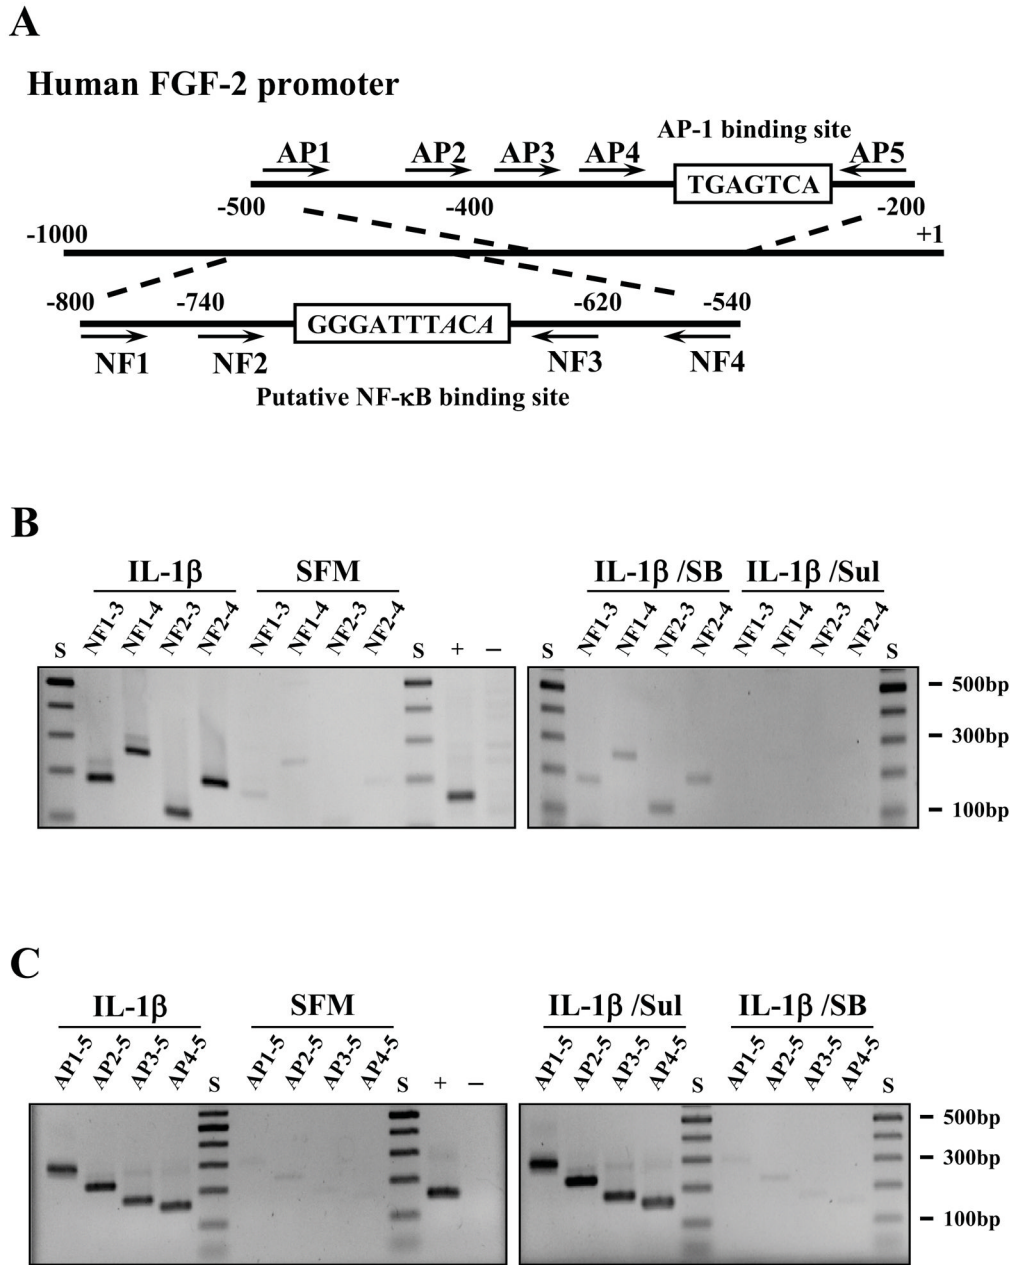 A
Human FGF-2 promoter
AP-1 binding site
AP1 AP2 AP3 AP4 TGAGTCA AP5
-500 -400 -200
-1000 +1
-800 -740 -620 -540
GGGATTTACA
NF1 NF2 NF3 NF4
Putative NF-κB binding site
B
IL-1β SFM IL-1β /SB IL-1β /Sul
S NF1-3 NF1-4 NF2-3 NF2-4 NF1-3 NF1-4 NF2-3 NF2-4 S + – S NF1-3 NF1-4 NF2-3 NF2-4 NF1-3 NF1-4 NF2-3 NF2-4 S
500bp
300bp
100bp
C
IL-1β SFM IL-1β /Sul IL-1β /SB
AP1-5 AP2-5 AP3-5 AP4-5 S AP1-5 AP2-5 AP3-5 AP4-5 S + – AP1-5 AP2-5 AP3-5 AP4-5 S AP1-5 AP2-5 AP3-5 AP4-5 S
500bp
300bp
100bp